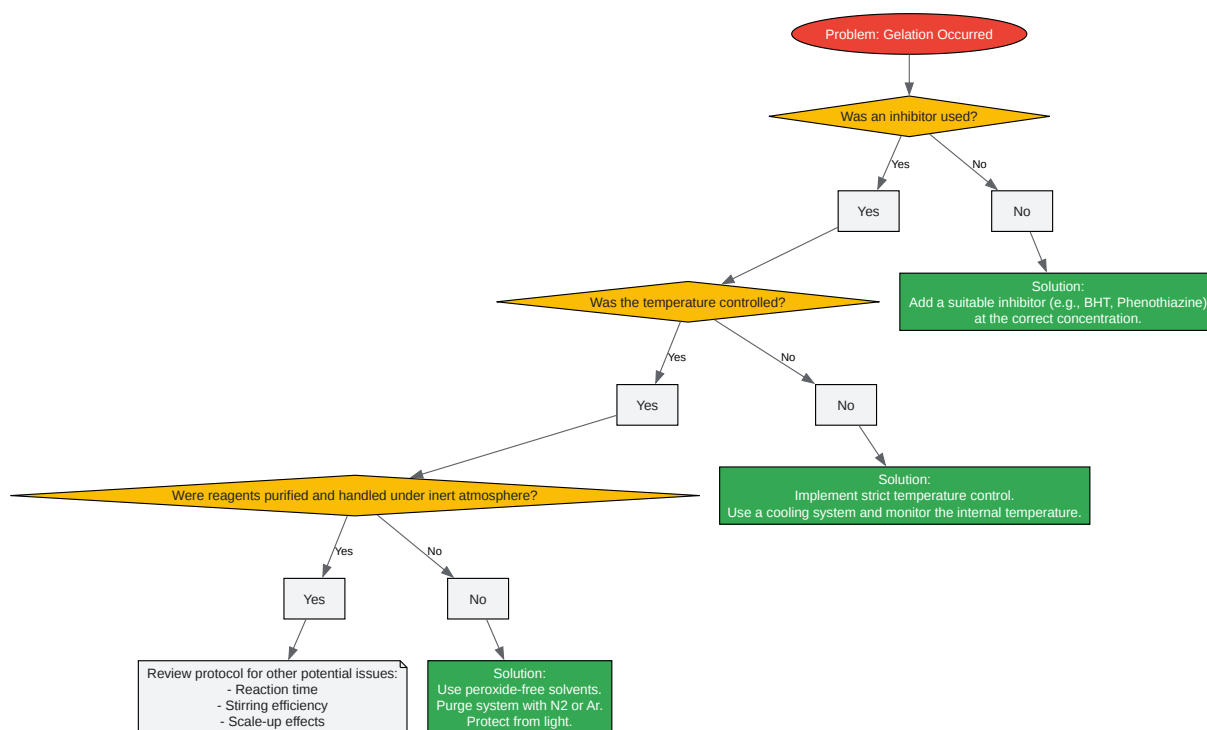 Problem: Gelation Occurred
Was an inhibitor used?
Yes
No
Yes
No
Solution:
Add a suitable inhibitor (e.g., BHT, Phenothiazine)
at the correct concentration.
Was the temperature controlled?
Yes
No
Yes
No
Solution:
Implement strict temperature control.
Use a cooling system and monitor the internal temperature.
Were reagents purified and handled under inert atmosphere?
Yes
No
Yes
No
Review protocol for other potential issues:
- Reaction time
- Stirring efficiency
- Scale-up effects
Solution:
Use peroxide-free solvents.
Purge system with N2 or Ar.
Protect from light.